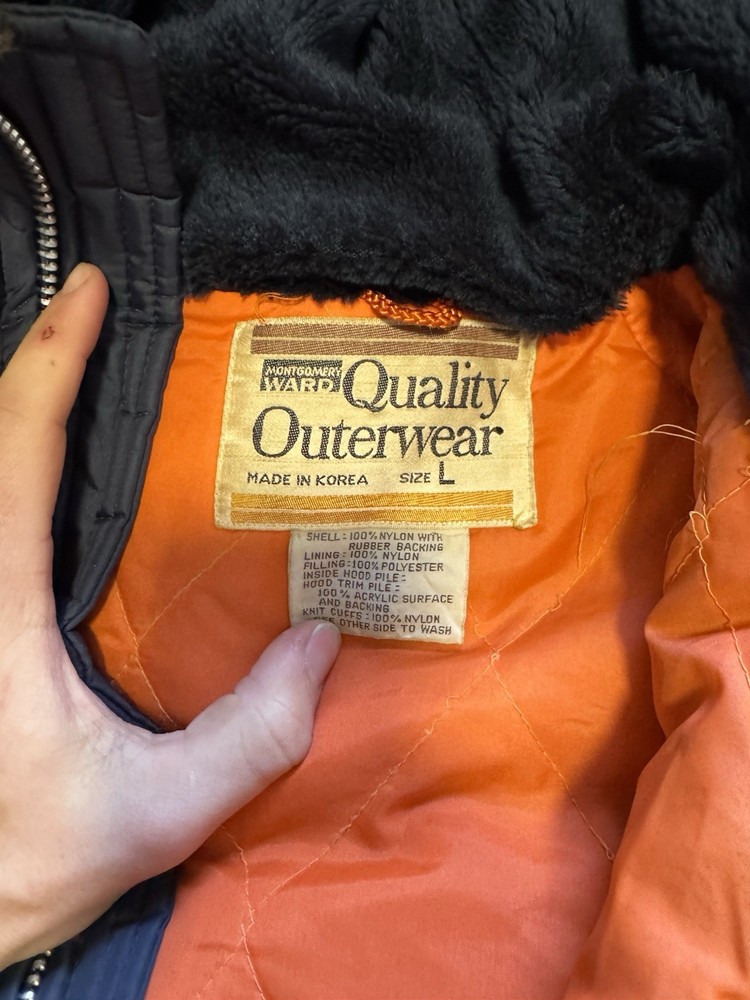 MONTGOMERY
WARD Quality
Outerwear
MADE IN KOREA SIZE L
SHELL: 100% NYLON WITH
RUBBER BACKING
LINING: 100% NYLON
FILLING: 100% POLYESTER
INSIDE HOOD PILE:-
HOOD TRIM PILE:-
100% ACRYLIC SURFACE
AND BACKING
KNIT CUFFS: 100% NYLON
OTHER SIDE TO WASH